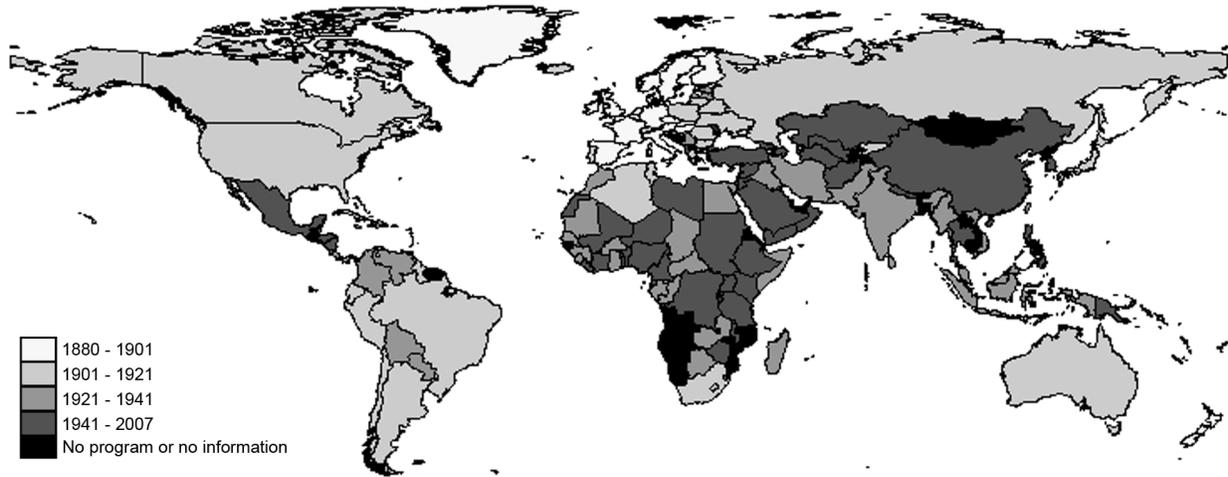 1880 - 1901
1901 - 1921
1921 - 1941
1941 - 2007
No program or no information